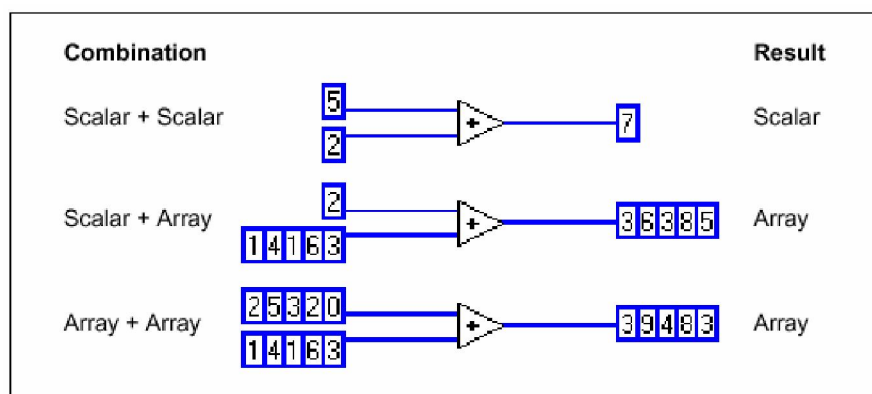 Combination Result
5
Scalar + Scalar + 7 Scalar
2
2
Scalar + Array + 3 6 3 8 5 Array
1 4 1 6 3
2 5 3 2 0
Array + Array + 3 9 4 8 3 Array
1 4 1 6 3